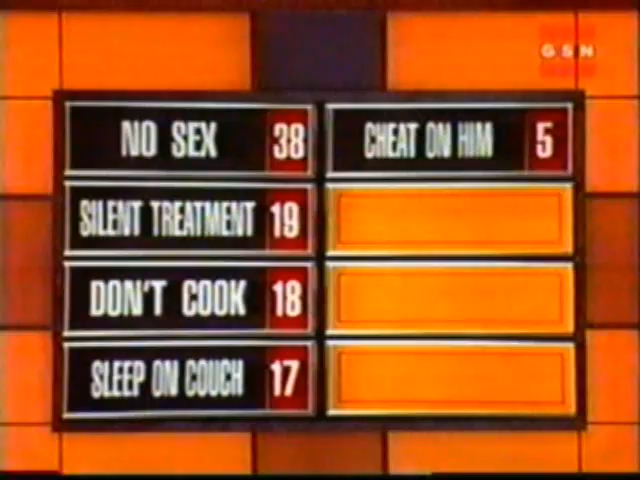 GSN
NO SEX 38
SILENT TREATMENT 19
DON'T COOK 18
SLEEP ON COUCH 17
CHEAT ON HIM 5